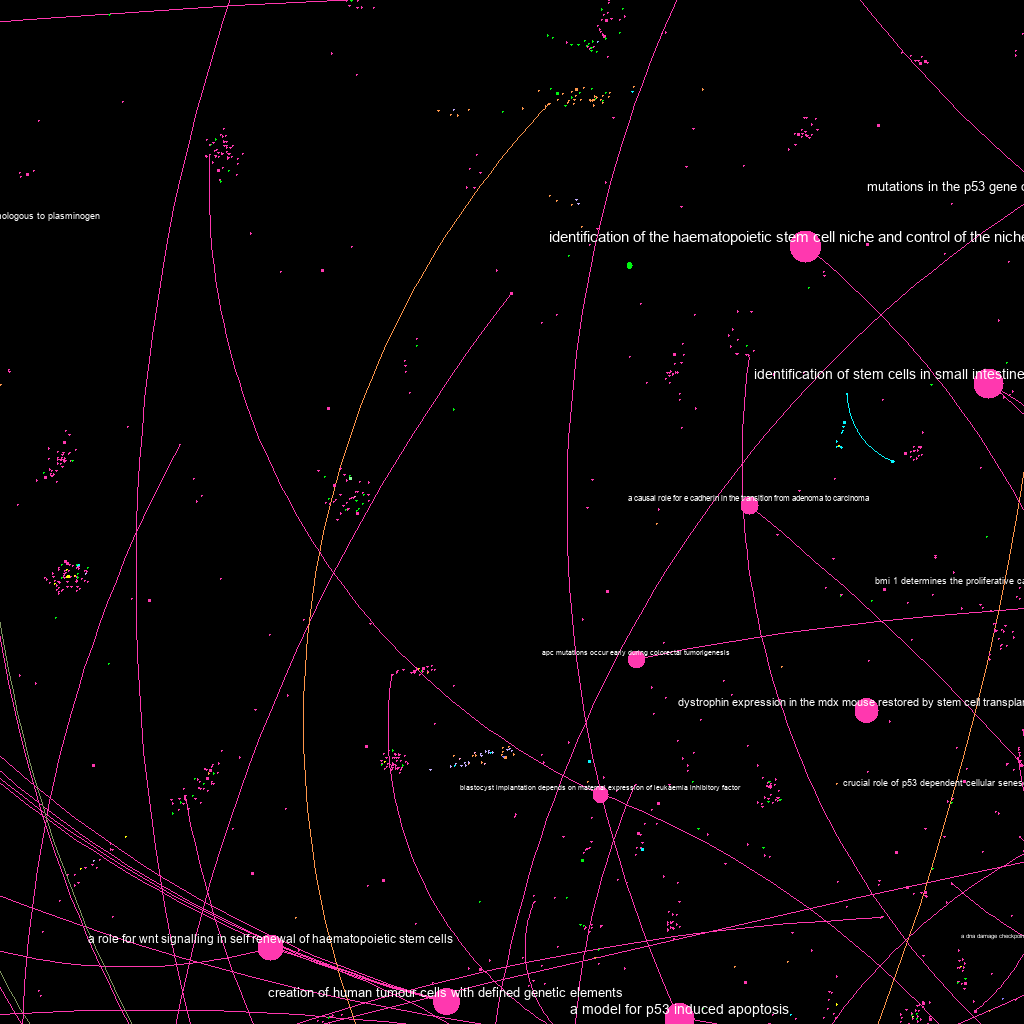 mutations in the p53 gene
ologous to plasminogen
identification of the haematopoietic stem cell niche and control of the niche
identification of stem cells in small intestine
a causal role for e cadherin in the transition from adenoma to carcinoma
bmi 1 determines the proliferative
apc mutations occur early during colorectal tumorigenesis
dystrophin expression in the mdx mouse restored by stem cell
crucial role of p53 dependent cellular
blastocyst implantation depends on maternal expression of leukaemia inhibitory factor
a dna damage
a role for wnt signalling in self renewal of haematopoietic stem cells
creation of human tumour cells with defined genetic elements
a model for p53 induced apoptosis